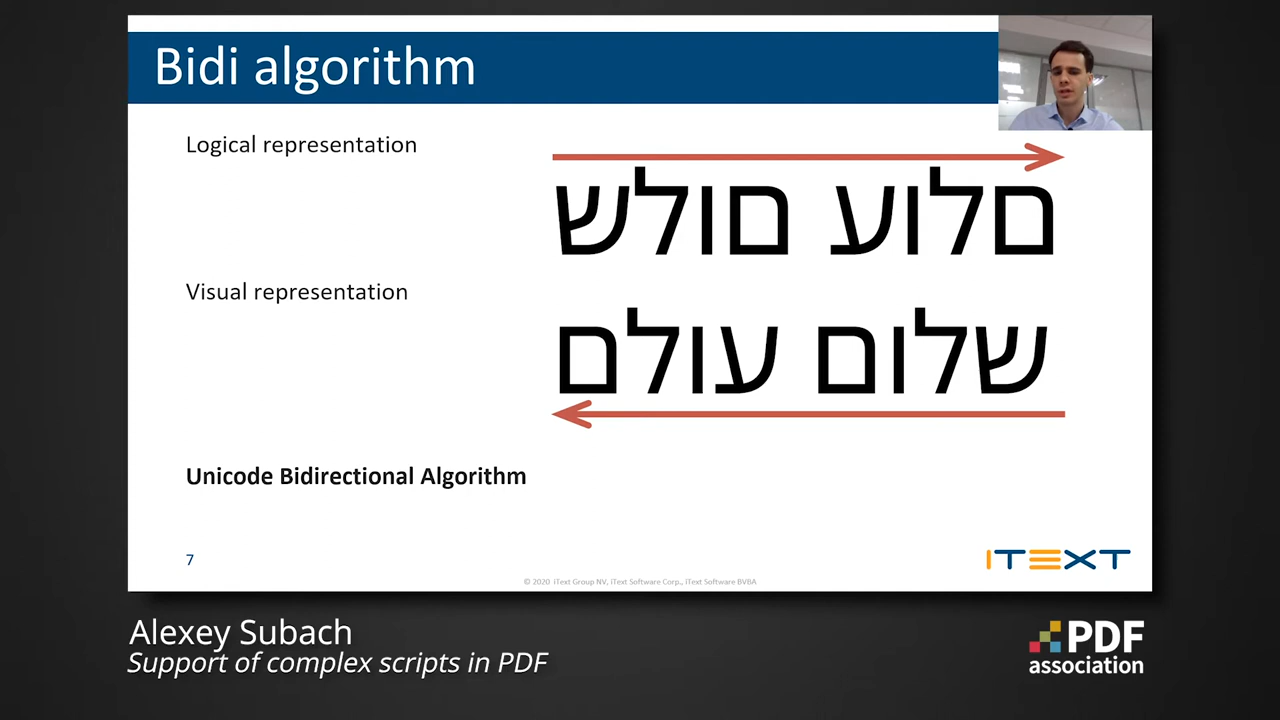 Bidi algorithm
Logical representation
םלוע םולש
Visual representation
שלום עולם
Unicode Bidirectional Algorithm
7
iTEXT
© 2020 iText Group NV, iText Software Corp., iText Software BVBA
Alexey Subach
Support of complex scripts in PDF
PDF
association